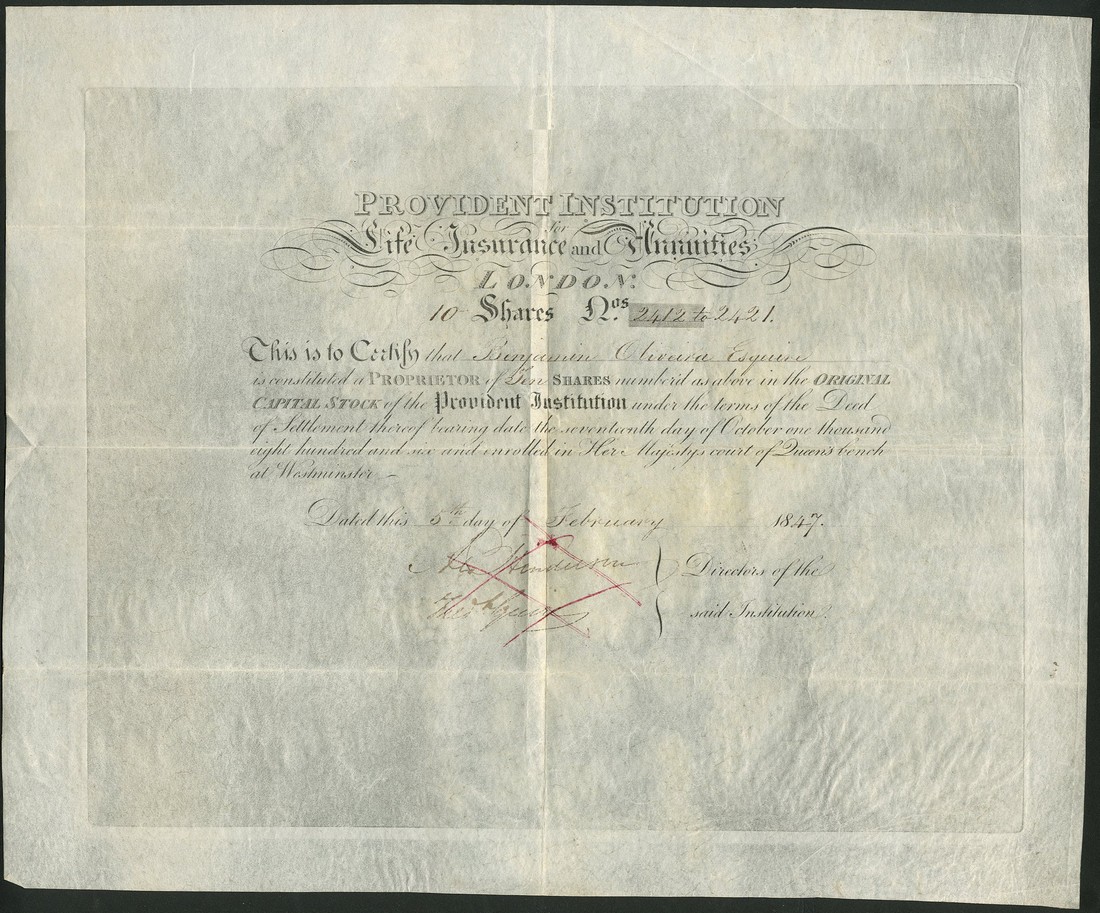 PROVIDENT INSTITUTION
for
Life Insurance and Annuities
LONDON.
10 Shares N.os 2412 to 2421.
This is to Certify that Benjamin Oliveira Esquire
is constituted a PROPRIETOR of Ten SHARES number'd as above in the ORIGINAL
CAPITAL STOCK of the Provident Institution under the terms of the Deed
of Settlement thereof bearing date the seventeenth day of October one thousand
eight hundred and six and enrolled in Her Majestys court of Queen's bench
at Westminster
Dated this 5th day of February 1847.
Henderson
Directors of the
said Institution.